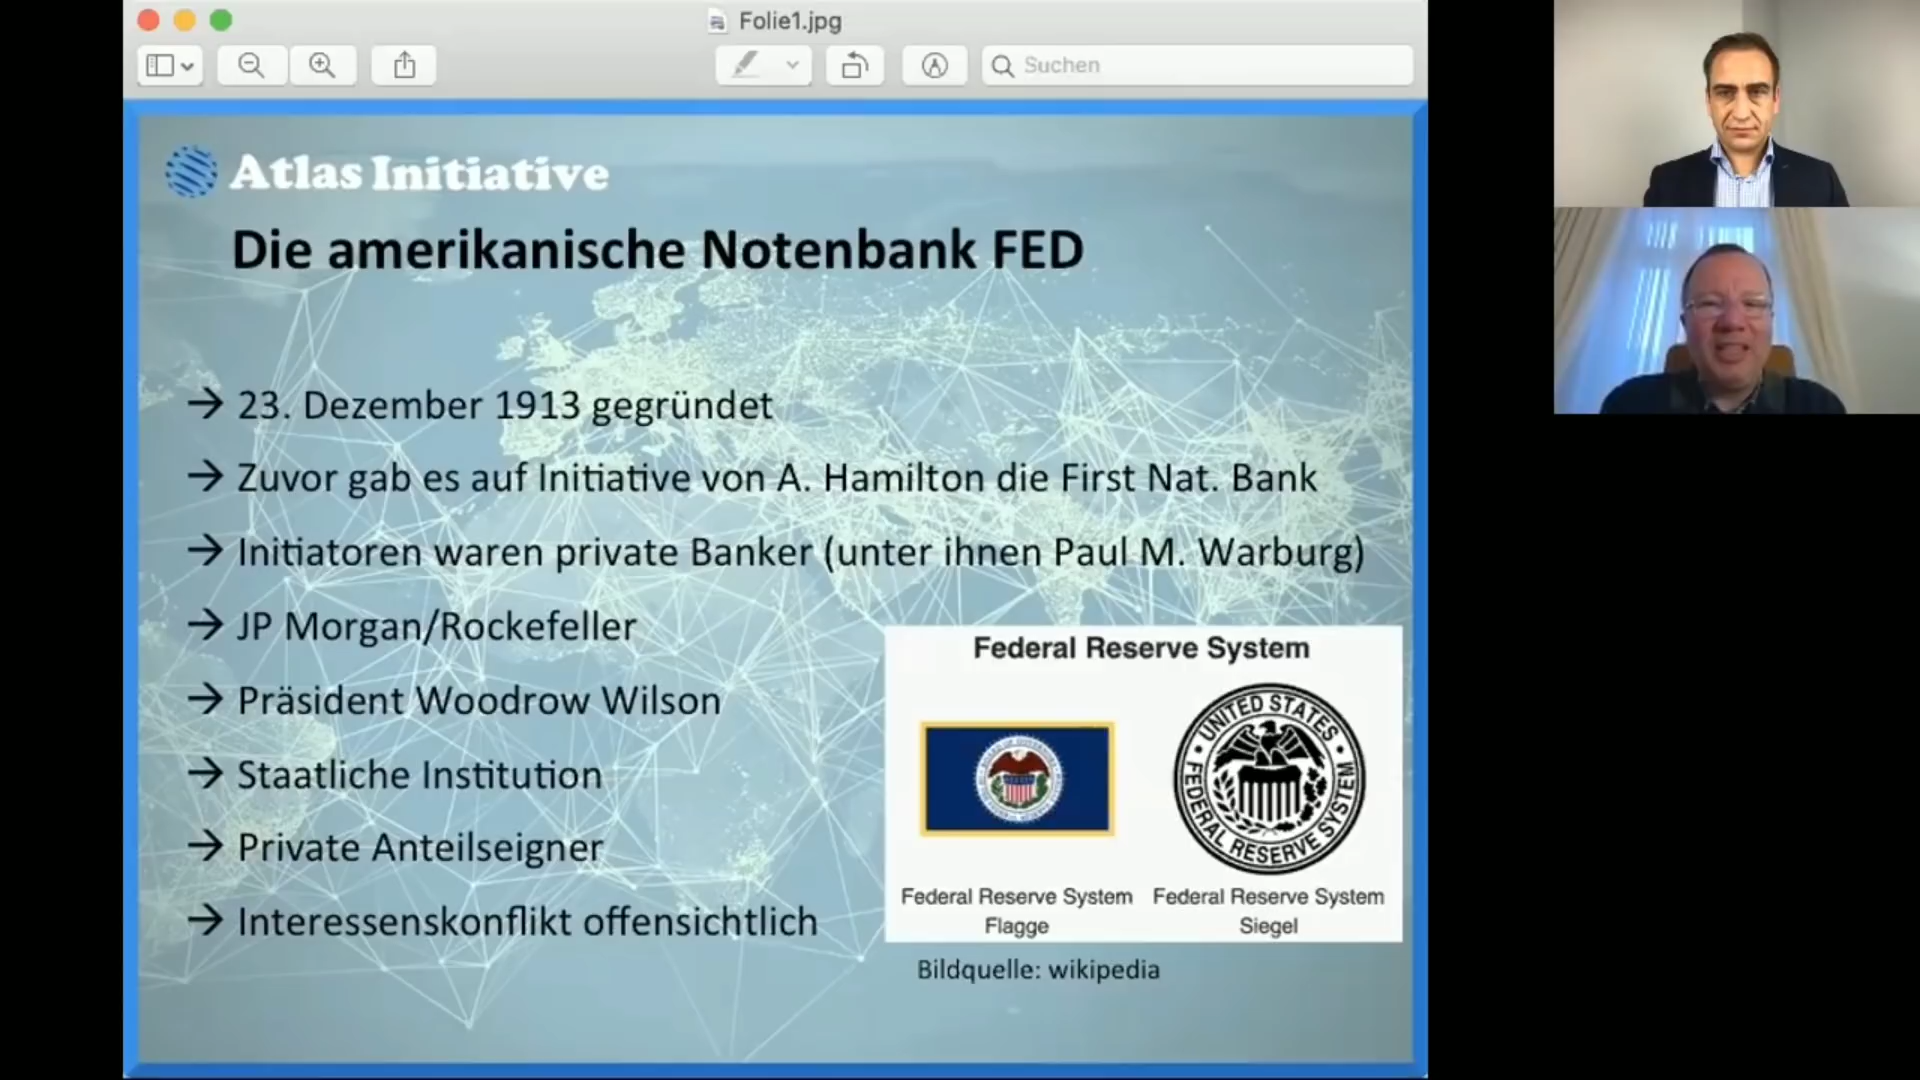 Folie1.jpg
Suchen
Atlas Initiative
Die amerikanische Notenbank FED
→ 23. Dezember 1913 gegründet
→ Zuvor gab es auf Initiative von A. Hamilton die First Nat. Bank
→ Initiatoren waren private Banker (unter ihnen Paul M. Warburg)
→ JP Morgan/Rockefeller
→ Präsident Woodrow Wilson
→ Staatliche Institution
→ Private Anteilseigner
→ Interessenskonflikt offensichtlich
Federal Reserve System
UNITED STATES
FEDERAL RESERVE SYSTEM
Federal Reserve System
Flagge
Federal Reserve System
Siegel
Bildquelle: wikipedia